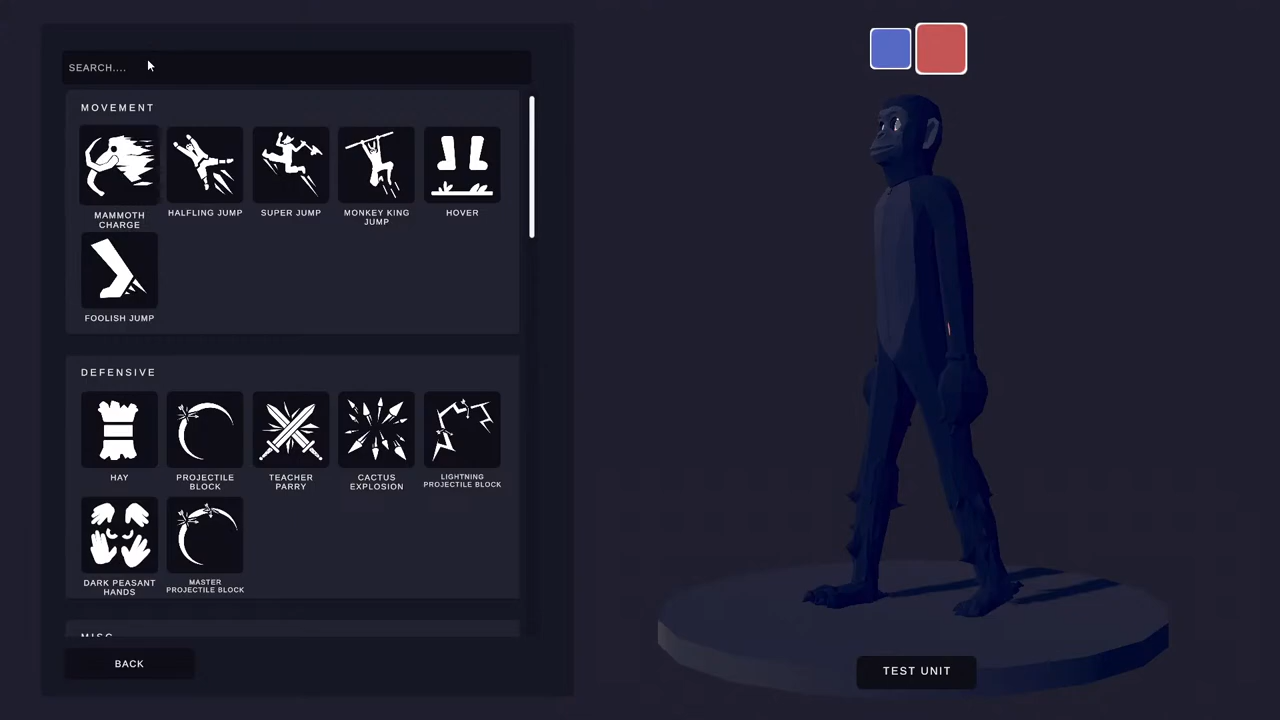 SEARCH....
MOVEMENT
MAMMOTH
CHARGE
HALFLING JUMP
SUPER JUMP
MONKEY KING
JUMP
HOVER
FOOLISH JUMP
DEFENSIVE
HAY
PROJECTILE
BLOCK
TEACHER
PARRY
CACTUS
EXPLOSION
LIGHTNING
PROJECTILE BLOCK
DARK PEASANT
HANDS
MASTER
PROJECTILE BLOCK
MISC
BACK
TEST UNIT